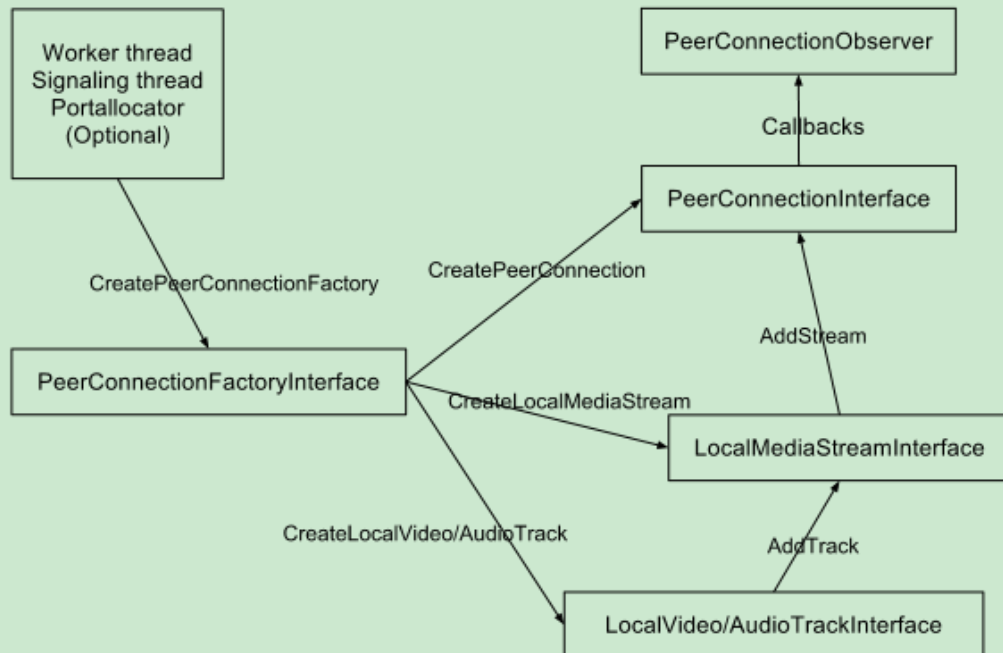 Worker thread
Signaling thread
Portallocator
(Optional)
PeerConnectionObserver
Callbacks
PeerConnectionInterface
CreatePeerConnection
CreatePeerConnectionFactory
AddStream
PeerConnectionFactoryInterface
CreateLocalMediaStream
LocalMediaStreamInterface
CreateLocalVideo/AudioTrack
AddTrack
LocalVideo/AudioTrackInterface